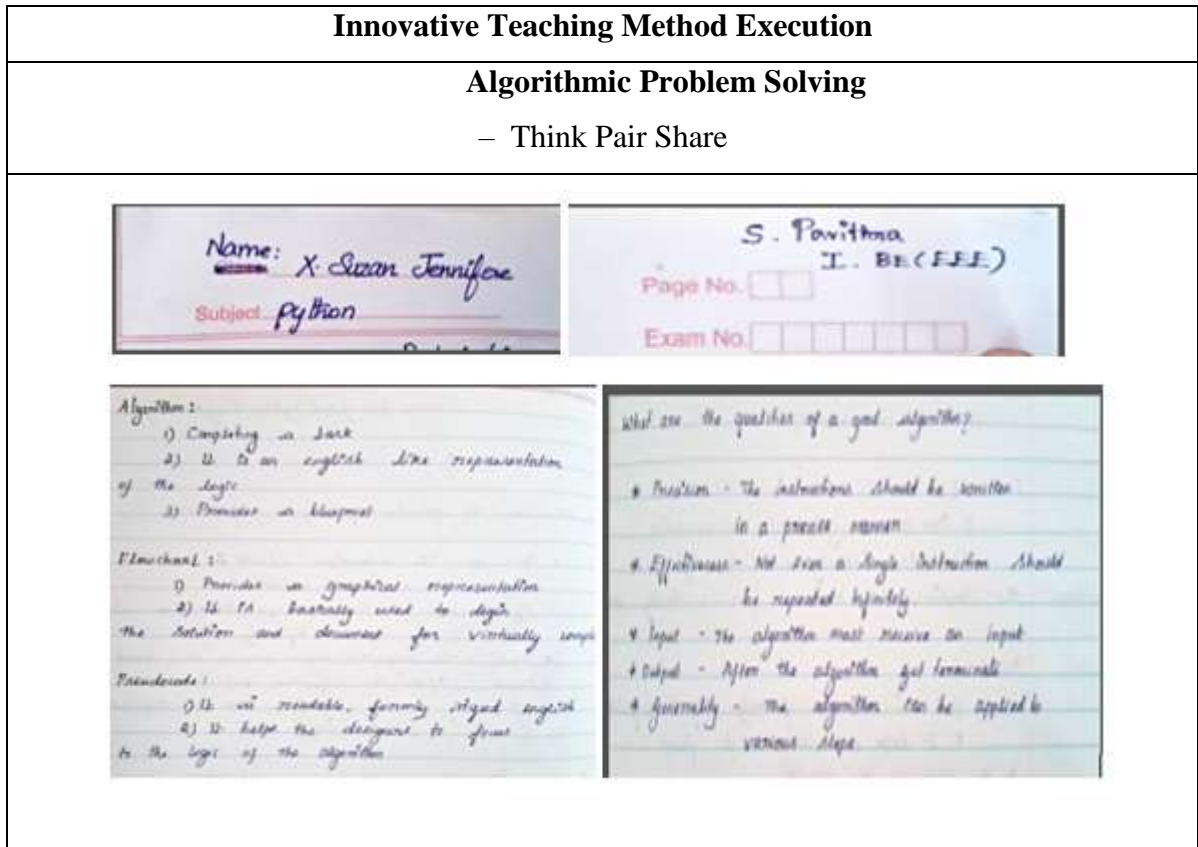 Innovative Teaching Method Execution
Algorithmic Problem Solving
– Think Pair Share
Name: X. Suzan Jennifore
Subject Python
S. Pavithra
I. BE (EEE)
Page No.
Exam No.
Algorithm :
1) Completing a task
2) It is an english like representation
of the logic
3) Provides a blueprint
Flowchart :
1) Provides a graphical representation
2) It is basically used to
the solution and document for virtually
Pseudocode :
1) It is readable, formly english
2) It helps the designers to focus
to the logic of the algorithm
What are the qualities of a good algorithm?
* Precision - The instructions should be written
in a precise manner
* Effectiveness - Not even a single instruction should
be repeated infinitely.
* Input - The algorithm must receive an input
* Output - After the algorithm get terminate
* Generality - The algorithm can be applied to
various